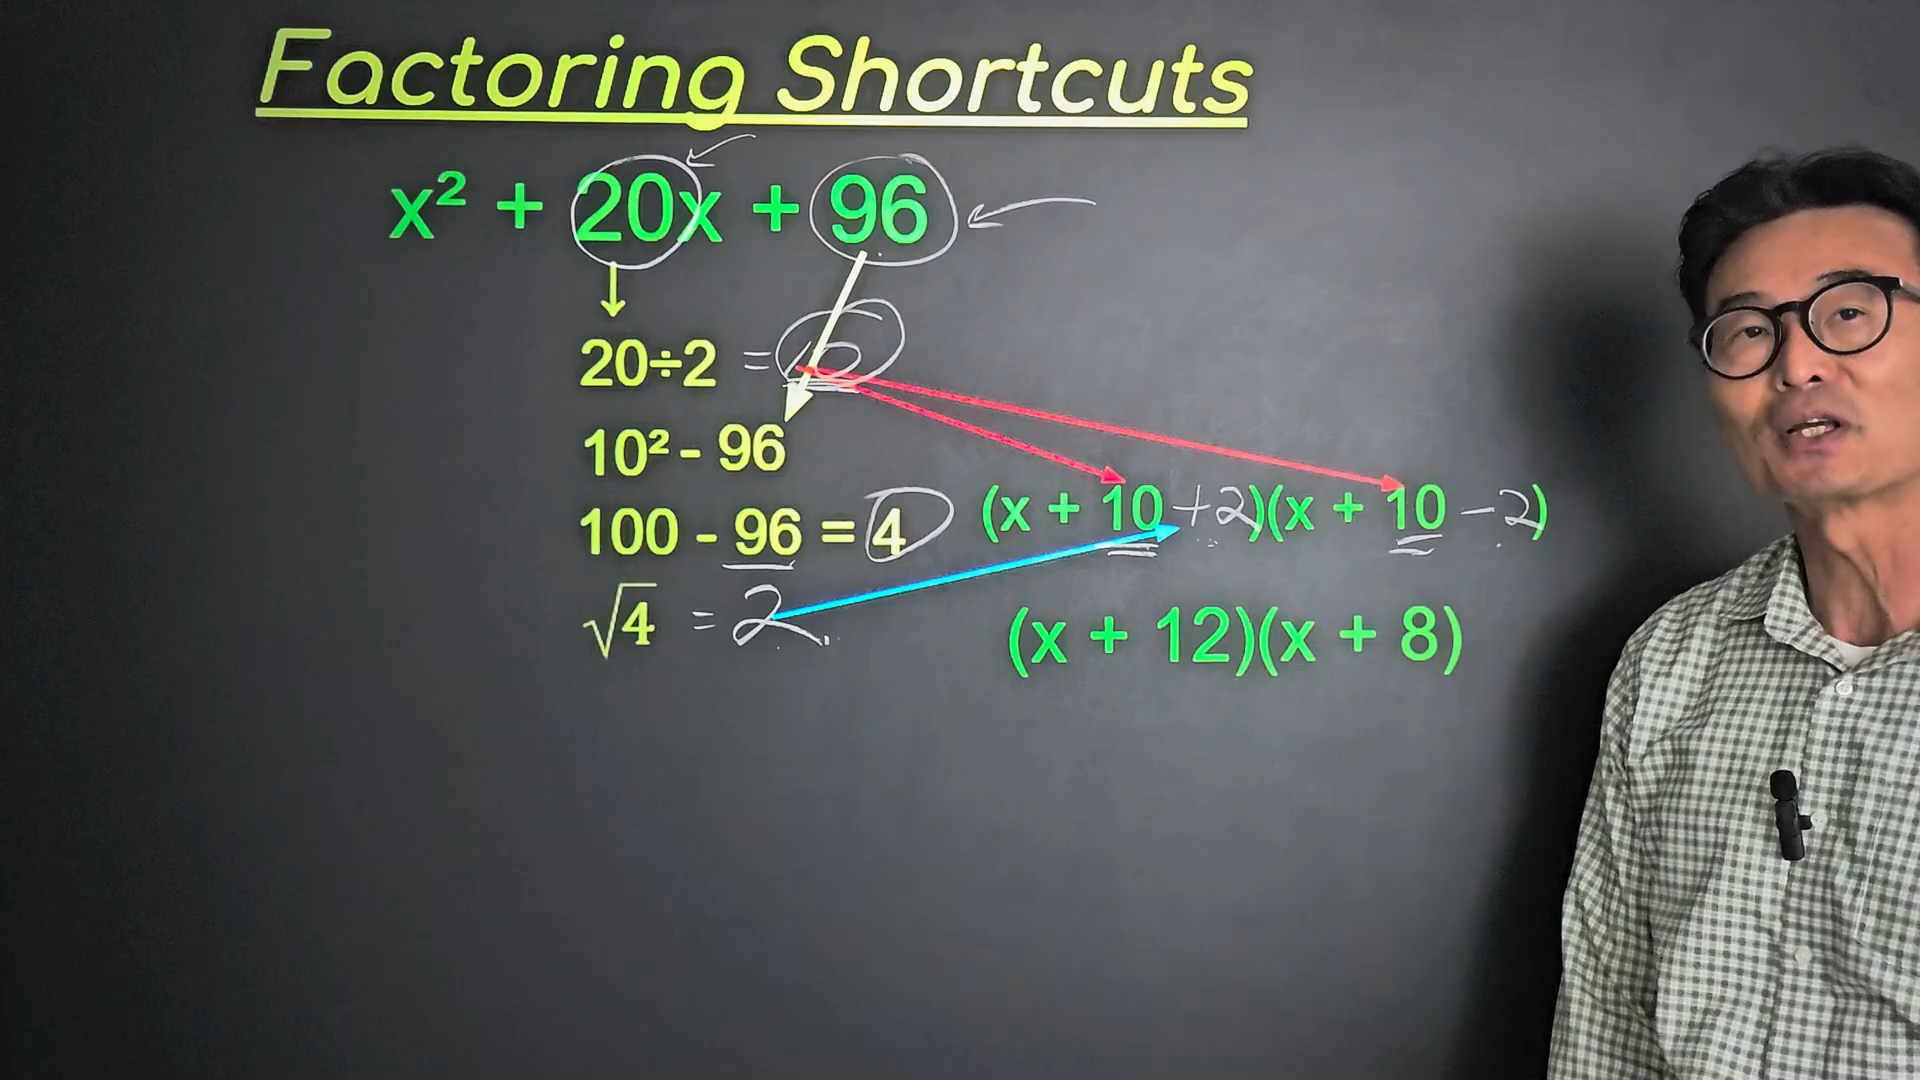 Factoring Shortcuts
x² + 20x + 96
20÷2 = 10
10² - 96
100 - 96 = 4
(x + 10 + 2)(x + 10 - 2)
√4 = 2
(x + 12)(x + 8)